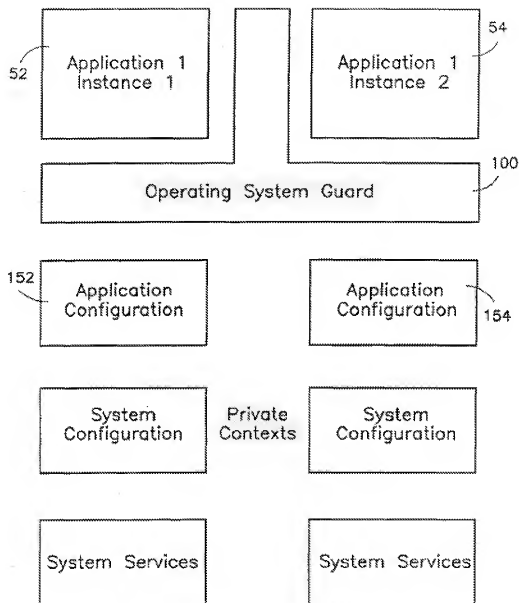 52
Application 1
Instance 1
Application 1
Instance 2
54
Operating System Guard
100
152
Application
Configuration
Application
Configuration
154
System
Configuration
Private
Contexts
System
Configuration
System Services
System Services